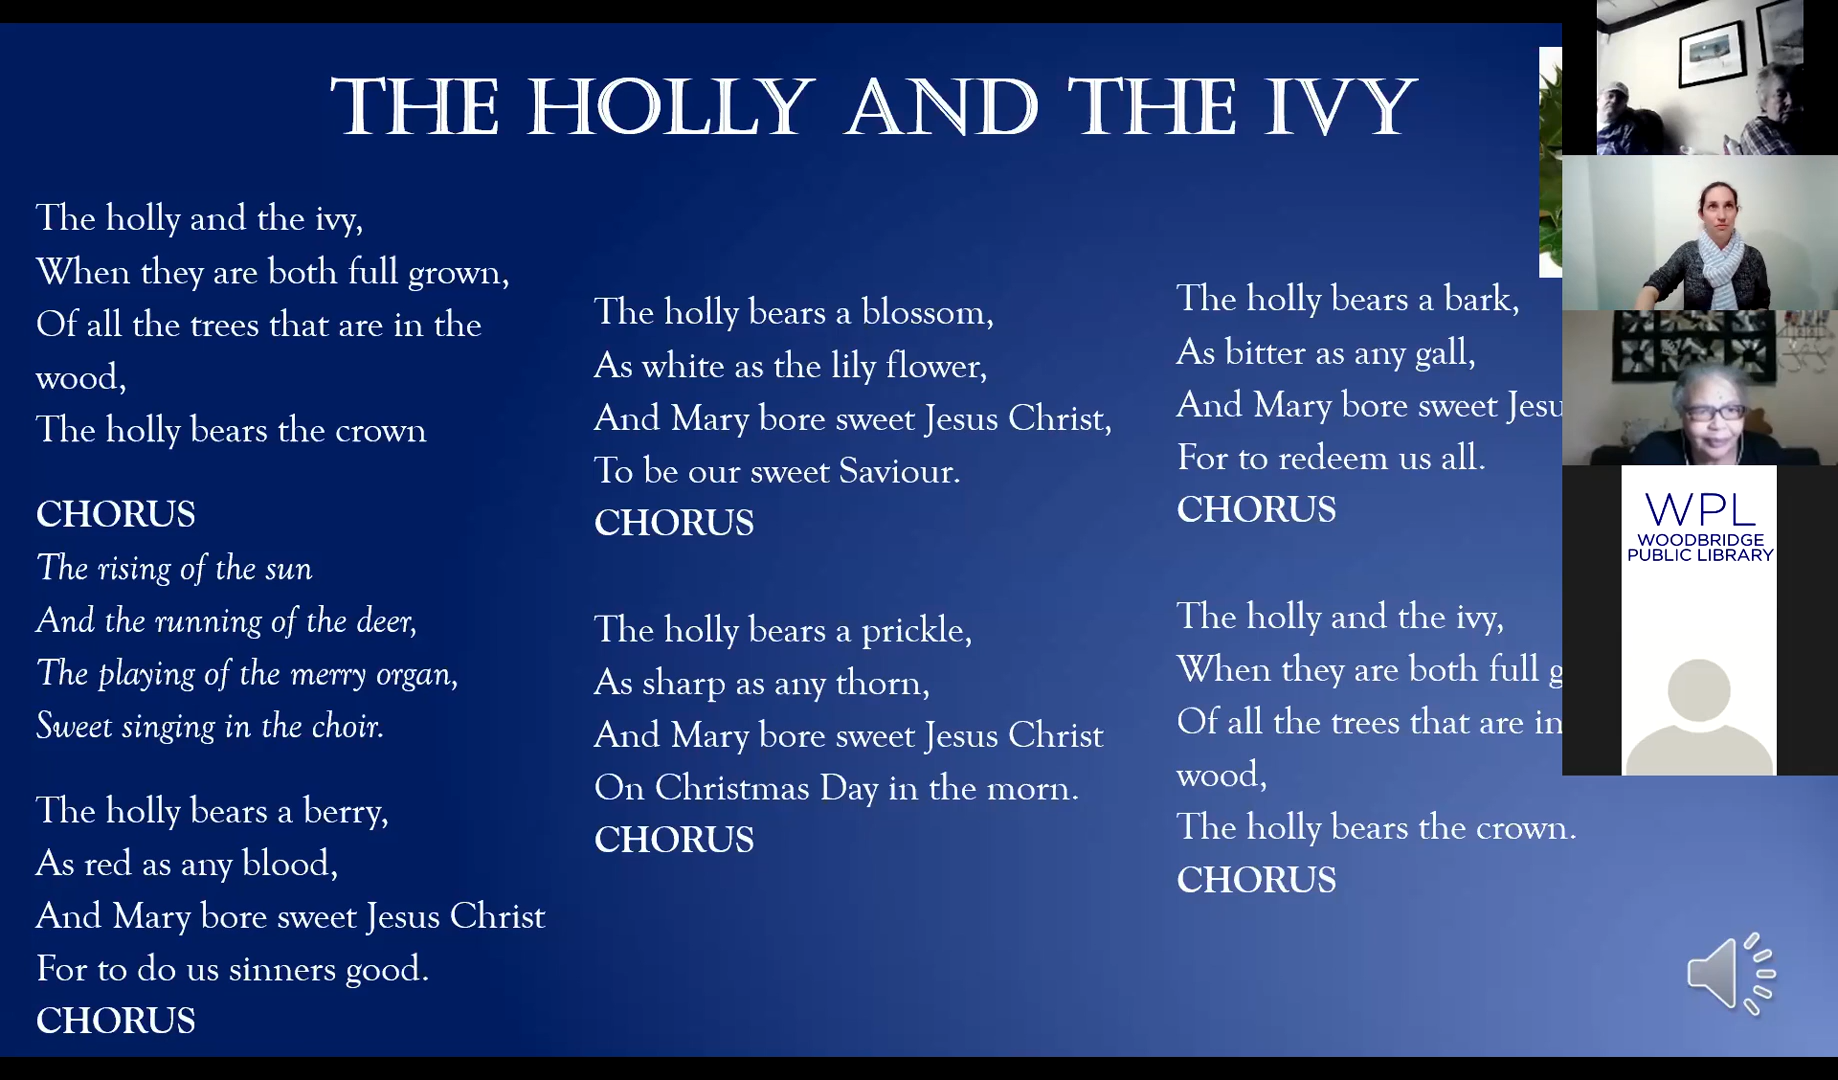 THE HOLLY AND THE IVY
The holly and the ivy,
When they are both full grown,
Of all the trees that are in the
wood,
The holly bears the crown
CHORUS
The rising of the sun
And the running of the deer,
The playing of the merry organ,
Sweet singing in the choir.
The holly bears a berry,
As red as any blood,
And Mary bore sweet Jesus Christ
For to do us sinners good.
CHORUS
The holly bears a blossom,
As white as the lily flower,
And Mary bore sweet Jesus Christ,
To be our sweet Saviour.
CHORUS
The holly bears a prickle,
As sharp as any thorn,
And Mary bore sweet Jesus Christ
On Christmas Day in the morn.
CHORUS
The holly bears a bark,
As bitter as any gall,
And Mary bore sweet Jesu
For to redeem us all.
CHORUS
The holly and the ivy,
When they are both full g
Of all the trees that are in
wood,
The holly bears the crown.
CHORUS
WPL
WOODBRIDGE
PUBLIC LIBRARY